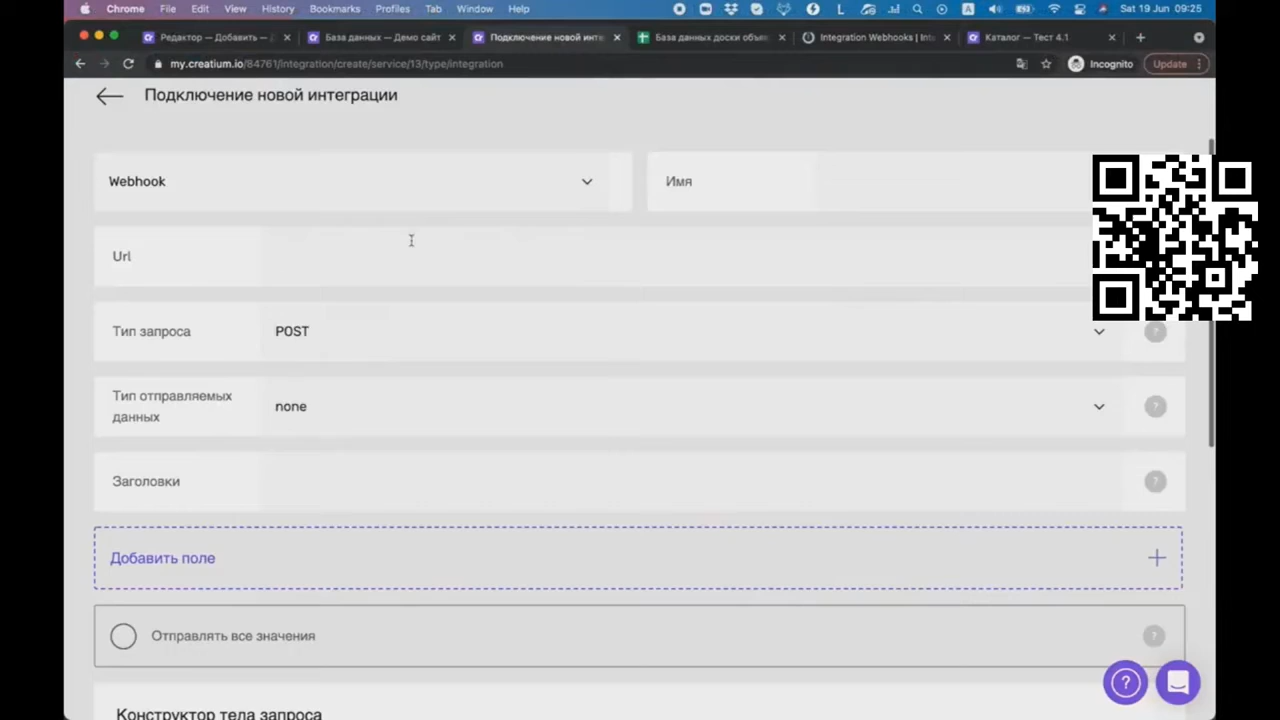 Chrome File Edit View History Bookmarks Profiles Tab Window Help Sat 19 Jun 09:25
Редактор — Добавить — База данных — Демо сайт Подключение новой инте База данных доски объя Integration Webhooks | Int Каталог — Тест 4.1
my.creatium.io/84761/integration/create/service/13/type/integration Incognito Update
Подключение новой интеграции
Webhook Имя
Url
Тип запроса POST ?
Тип отправляемых
данных
none ?
Заголовки ?
Добавить поле +
Отправлять все значения ?
?
Конструктор тела запроса